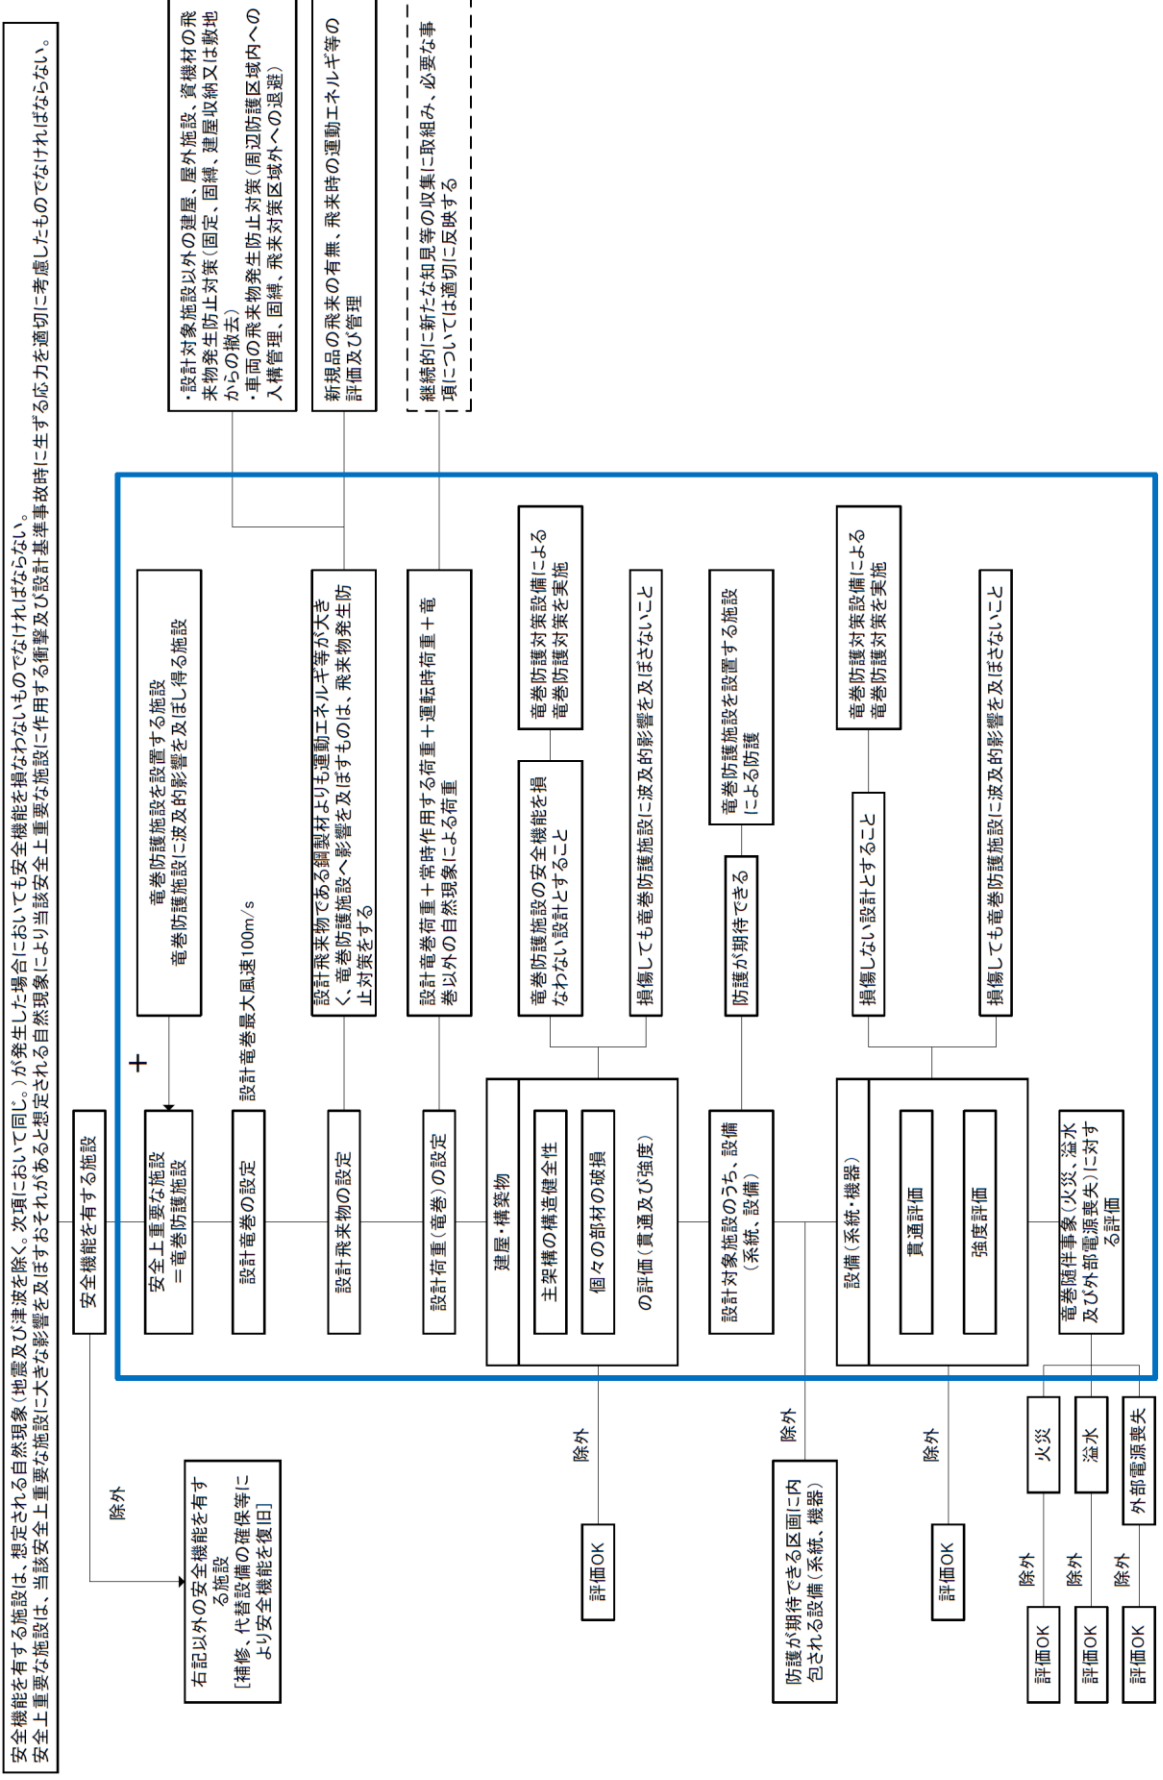 安全機能を有する施設は、想定される自然現象(地震及び津波を除く。次項において同じ。)が発生した場合においても安全機能を損なわないものでなければならない。
安全上重要な施設は、当該安全上重要な施設に大きな影響を及ぼすおそれがあると想定される自然現象により当該安全上重要な施設に作用する衝撃及び設計基準事故時に生ずる応力を適切に考慮したものでなければならない。
安全機能を有する施設
除外
右記以外の安全機能を有す
る施設
[補修、代替設備の確保等に
より安全機能を復旧]
安全上重要な施設
=竜巻防護施設
+
竜巻防護施設を設置する施設
竜巻防護施設に波及的影響を及ぼし得る施設
設計竜巻の設定
設計竜巻最大風速100m/s
設計飛来物の設定
設計飛来物である鋼製材よりも運動エネルギ等が大き
く、竜巻防護施設へ影響を及ぼすものは、飛来物発生防
止対策をする
・設計対象施設以外の建屋、屋外施設、資機材の飛
来物発生防止対策(固定、固縛、建屋収納又は敷地
からの撤去)
・車両の飛来物発生防止対策(周辺防護区域内への
入構管理、固縛、飛来対策区域外への退避)
新規品の飛来の有無、飛来時の運動エネルギ等の
評価及び管理
設計荷重(竜巻)の設定
設計竜巻荷重+常時作用する荷重+運転時荷重+竜
巻以外の自然現象による荷重
継続的に新たな知見等の収集に取組み、必要な事
項については適切に反映する
建屋・構築物
主架構の構造健全性
個々の部材の破損
の評価(貫通及び強度)
除外
評価OK
竜巻防護施設の安全機能を損
なわない設計とすること
竜巻防護対策設備による
竜巻防護対策を実施
損傷しても竜巻防護施設に波及的影響を及ぼさないこと
設計対象施設のうち、設備
(系統、設備)
防護が期待できる
竜巻防護施設を設置する施設
による防護
除外
防護が期待できる区画に内
包される設備(系統、機器)
設備(系統・機器)
貫通評価
強度評価
除外
評価OK
損傷しない設計とすること
竜巻防護対策設備による
竜巻防護対策を実施
損傷しても竜巻防護施設に波及的影響を及ぼさないこと
竜巻随伴事象(火災、溢水
及び外部電源喪失)に対す
る評価
火災
除外
評価OK
溢水
除外
評価OK
外部電源喪失
除外
評価OK